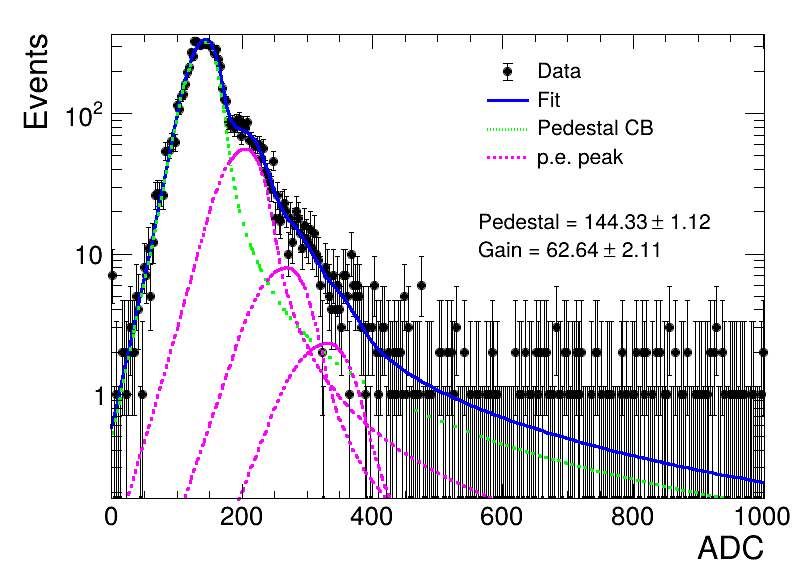 Events
10²
10
1
Data
Fit
Pedestal CB
p.e. peak
Pedestal = 144.33 ± 1.12
Gain = 62.64 ± 2.11
0 200 400 600 800 1000
ADC